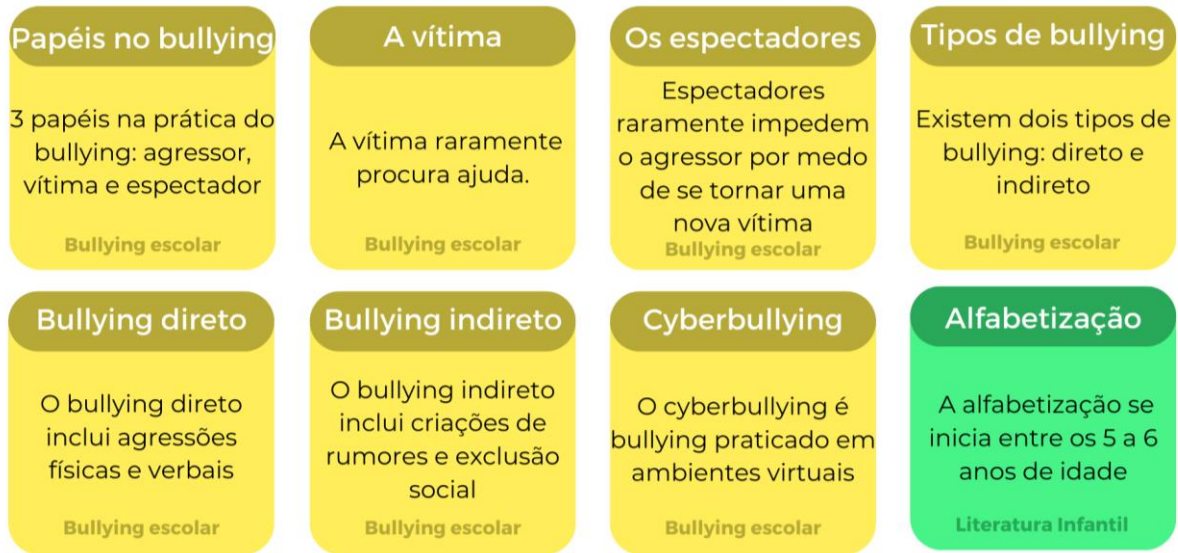 Papéis no bullying
3 papéis na prática do
bullying: agressor,
vítima e espectador
Bullying escolar
A vítima
A vítima raramente
procura ajuda.
Bullying escolar
Os espectadores
Espectadores
raramente impedem
o agressor por medo
de se tornar uma
nova vítima
Bullying escolar
Tipos de bullying
Existem dois tipos de
bullying: direto e
indireto
Bullying escolar
Bullying direto
O bullying direto
inclui agressões
físicas e verbais
Bullying escolar
Bullying indireto
O bullying indireto
inclui criações de
rumores e exclusão
social
Bullying escolar
Cyberbullying
O cyberbullying é
bullying praticado em
ambientes virtuais
Bullying escolar
Alfabetização
A alfabetização se
inicia entre os 5 a 6
anos de idade
Literatura Infantil